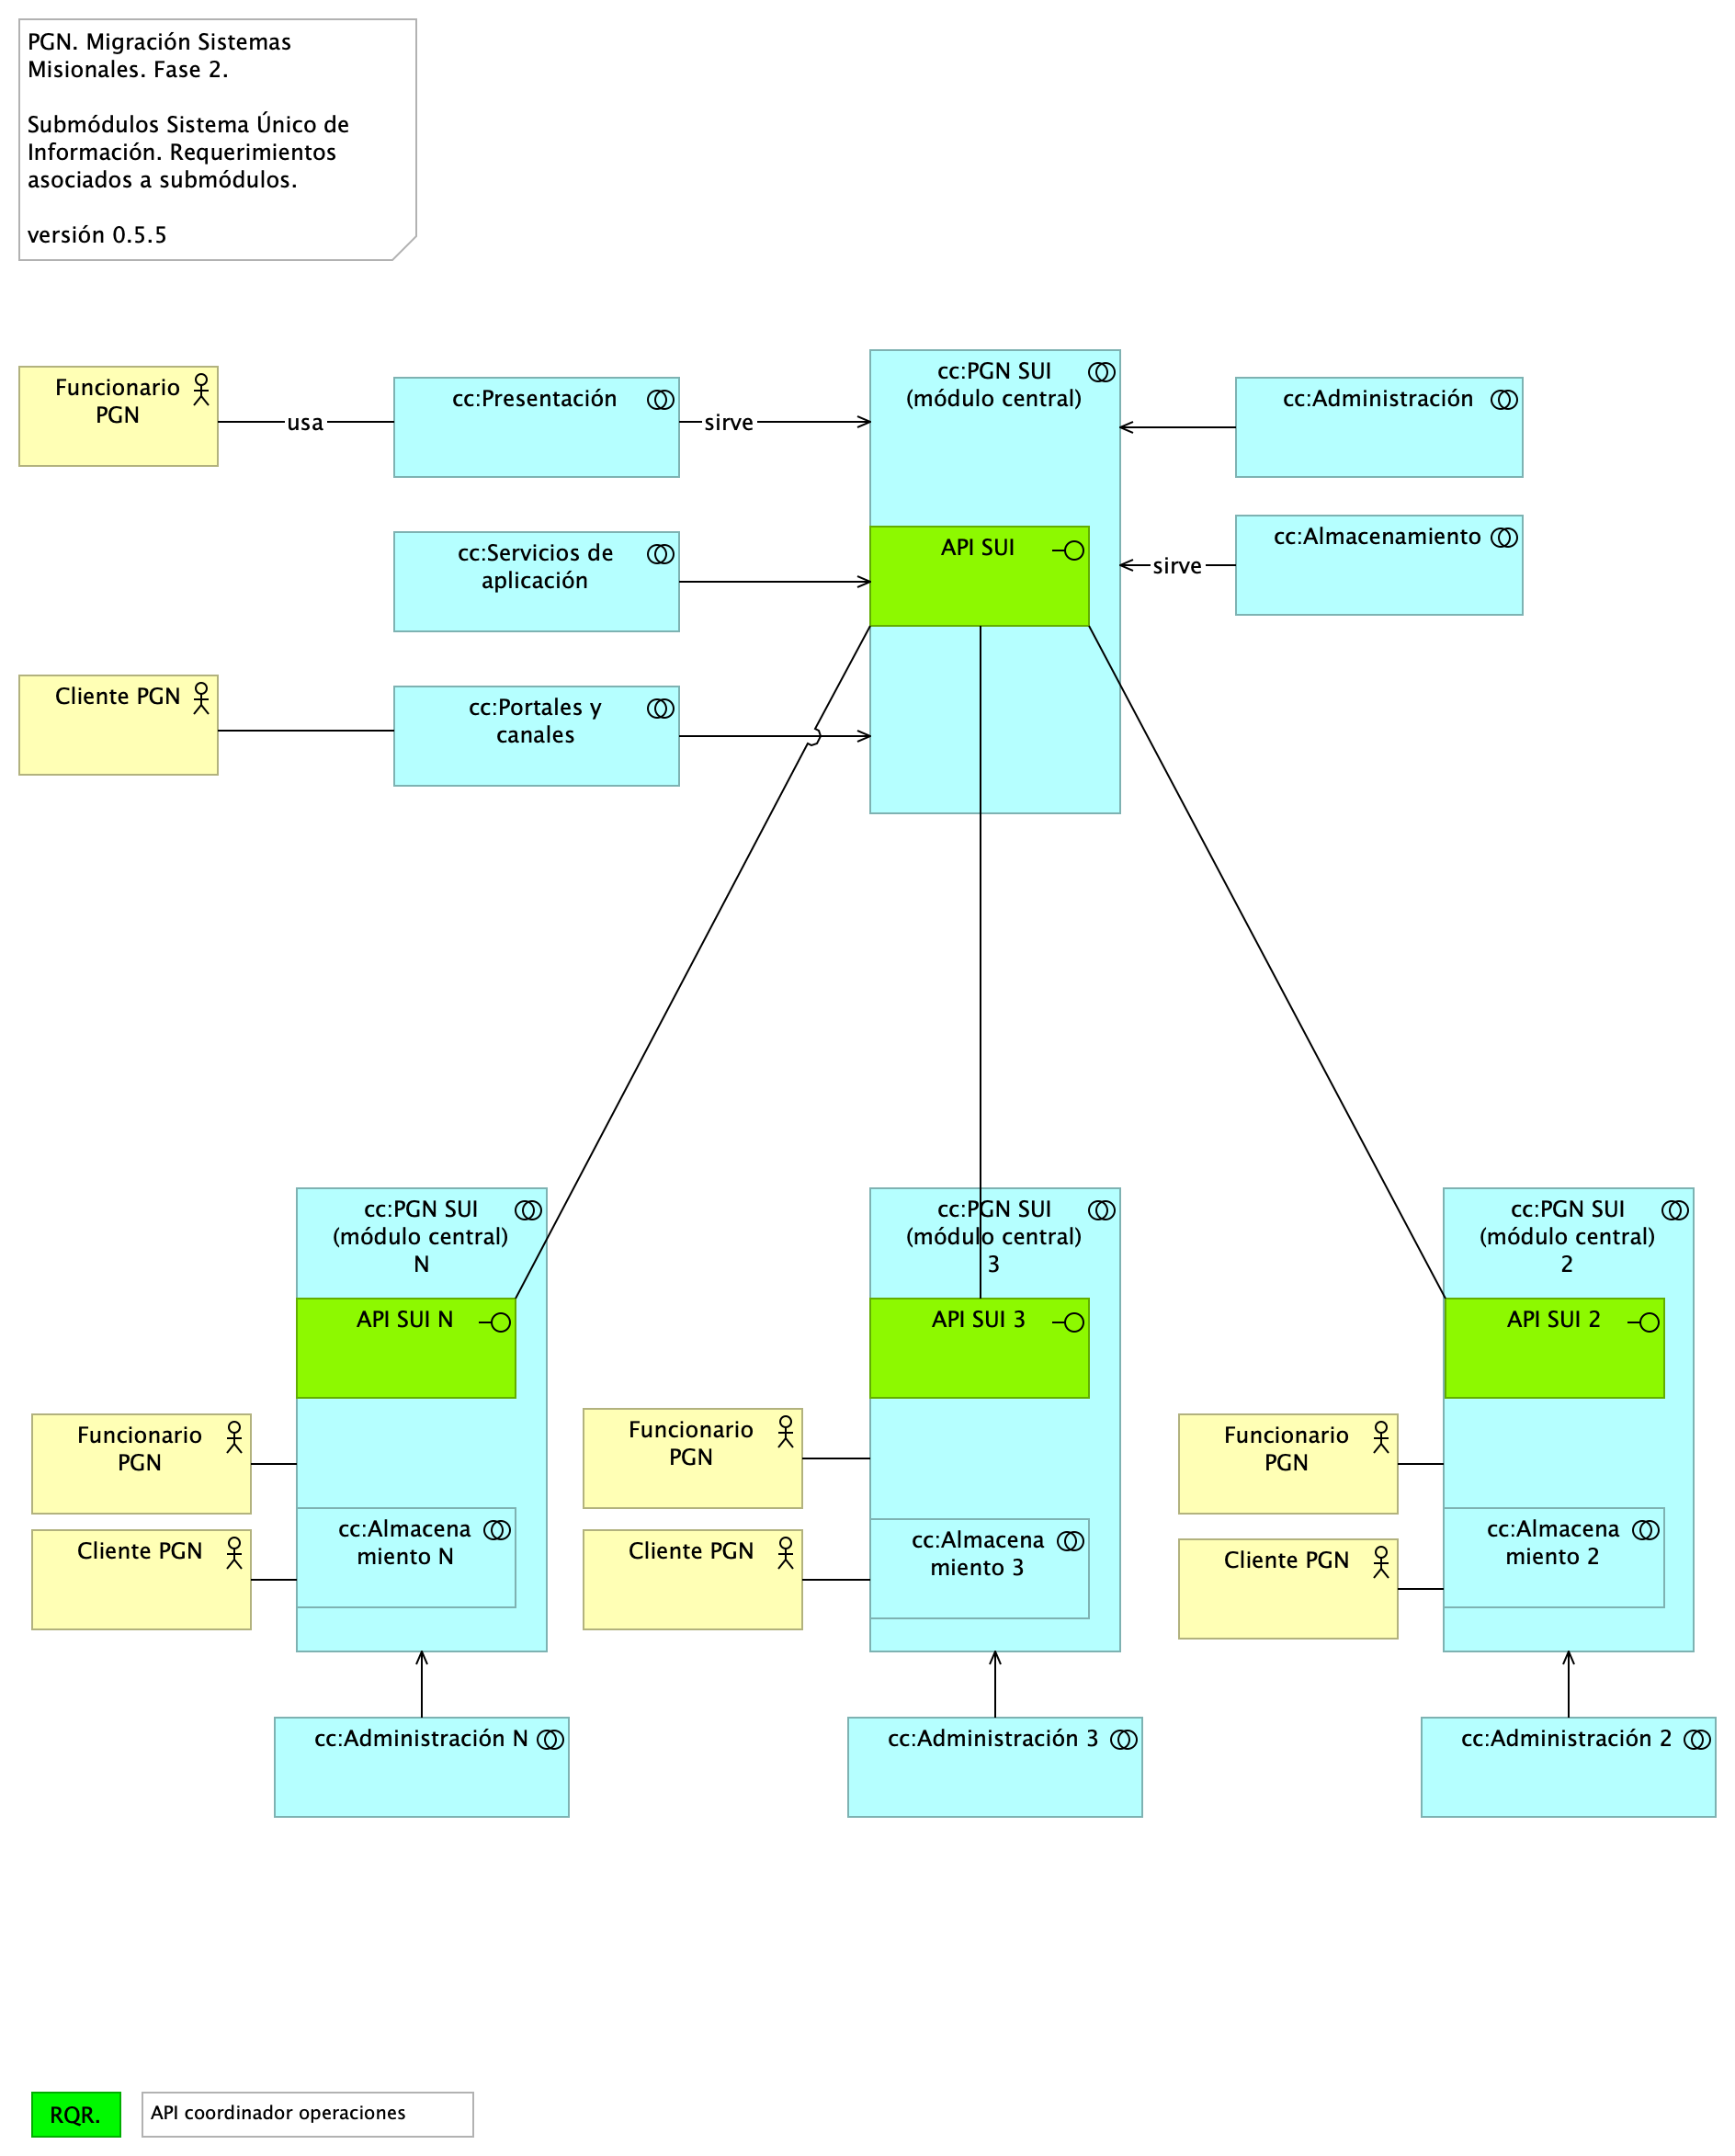 PGN. Migración Sistemas
Misionales. Fase 2.
Submódulos Sistema Único de
Información. Requerimientos
asociados a submódulos.
versión 0.5.5
Funcionario
PGN
usa
cc:Presentación
sirve
cc:PGN SUI
(módulo central)
cc:Administración
cc:Servicios de
aplicación
API SUI
cc:Almacenamiento
sirve
Cliente PGN
cc:Portales y
canales
cc:PGN SUI
(módulo central)
N
API SUI N
Funcionario
PGN
cc:Almacena
miento N
Cliente PGN
cc:Administración N
cc:PGN SUI
(módulo central)
3
API SUI 3
Funcionario
PGN
cc:Almacena
miento 3
Cliente PGN
cc:Administración 3
cc:PGN SUI
(módulo central)
2
API SUI 2
Funcionario
PGN
cc:Almacena
miento 2
Cliente PGN
cc:Administración 2
RQR.
API coordinador operaciones